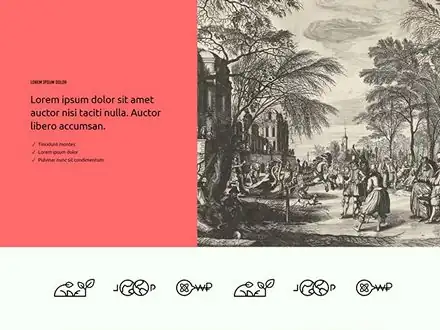 LOREM IPSUM DOLOR
Lorem ipsum dolor sit amet
auctor nisi taciti nulla. Auctor
libero accumsan.
✓ Tincidunt montes
✓ Lorem ipsum dolor
✓ Pulvinar nunc sit condimentum